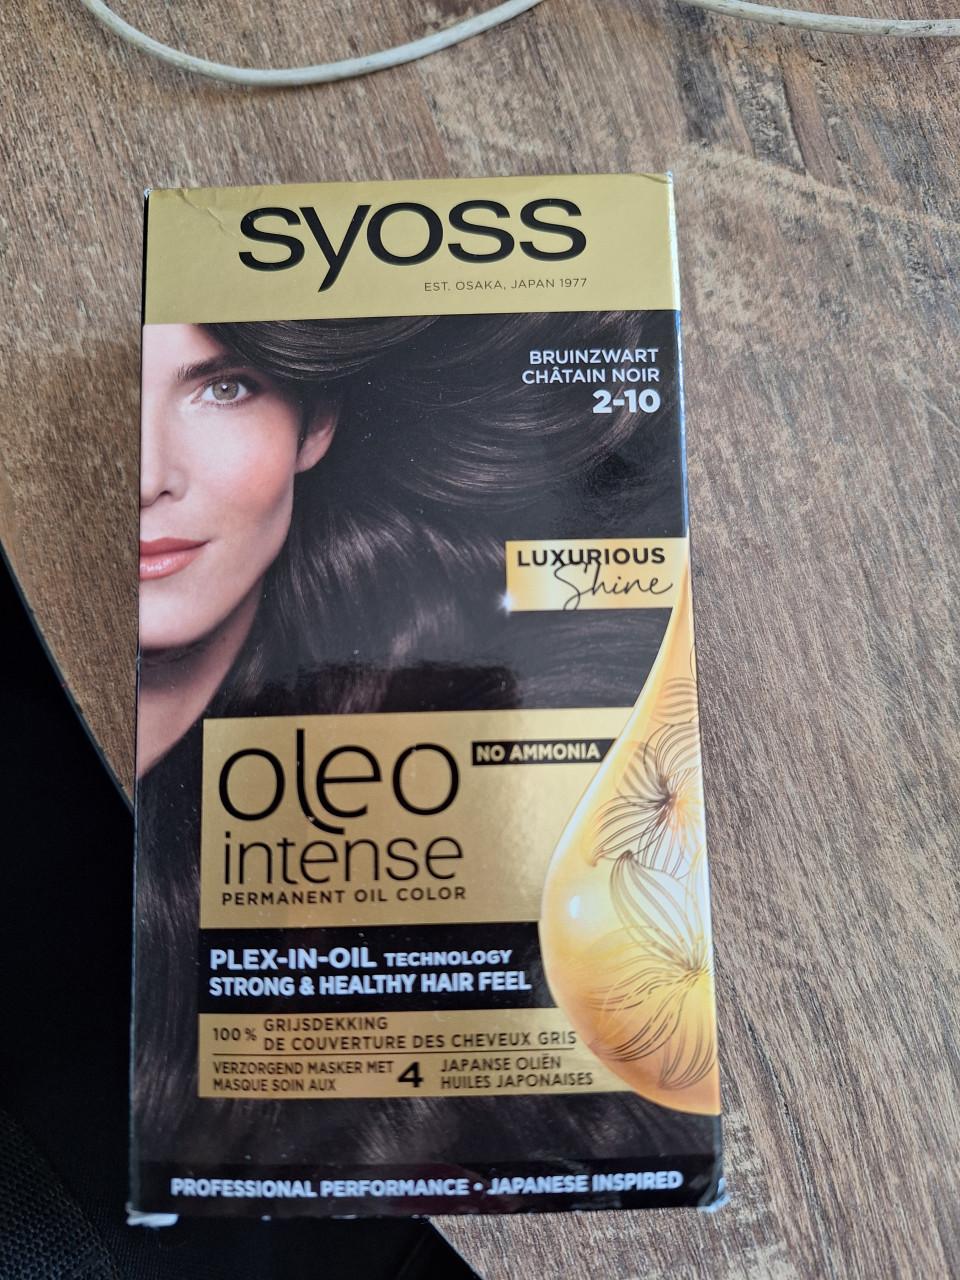 syoss
EST. OSAKA, JAPAN 1977
BRUINZWART
CHÂTAIN NOIR
2-10
LUXURIOUS
Shine
oleo
NO AMMONIA
intense
PERMANENT OIL COLOR
PLEX-IN-OIL TECHNOLOGY
STRONG & HEALTHY HAIR FEEL
100% GRIJSDEKKING
DE COUVERTURE DES CHEVEUX GRIS
VERZORGEND MASKER MET 4 JAPANSE OLIËN
MASQUE SOIN AUX HUILES JAPONAISES
PROFESSIONAL PERFORMANCE • JAPANESE INSPIRED